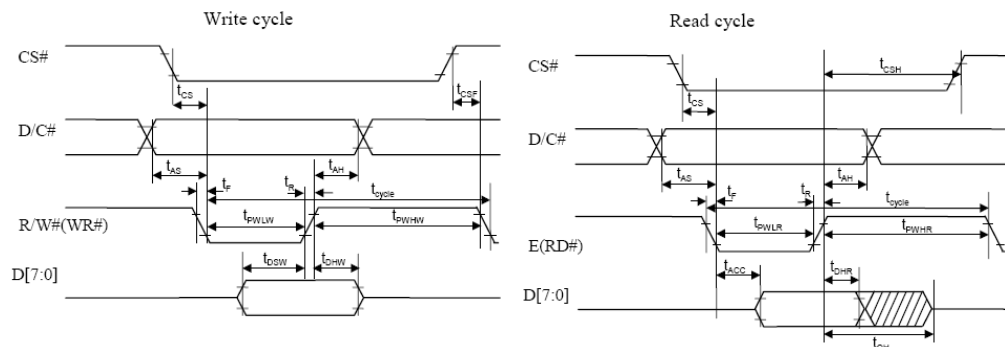 Write cycle
CS#
tCS
tCSF
D/C#
tAS
tF
tR
tAH
tcycle
R/W#(WR#)
tPWLW
tPWHW
tDSW
tDHW
D[7:0]
Read cycle
CS#
tCSH
tCS
D/C#
tAS
tF
tR
tAH
tcycle
tPWLR
tPWHR
E(RD#)
tACC
tDHR
D[7:0]